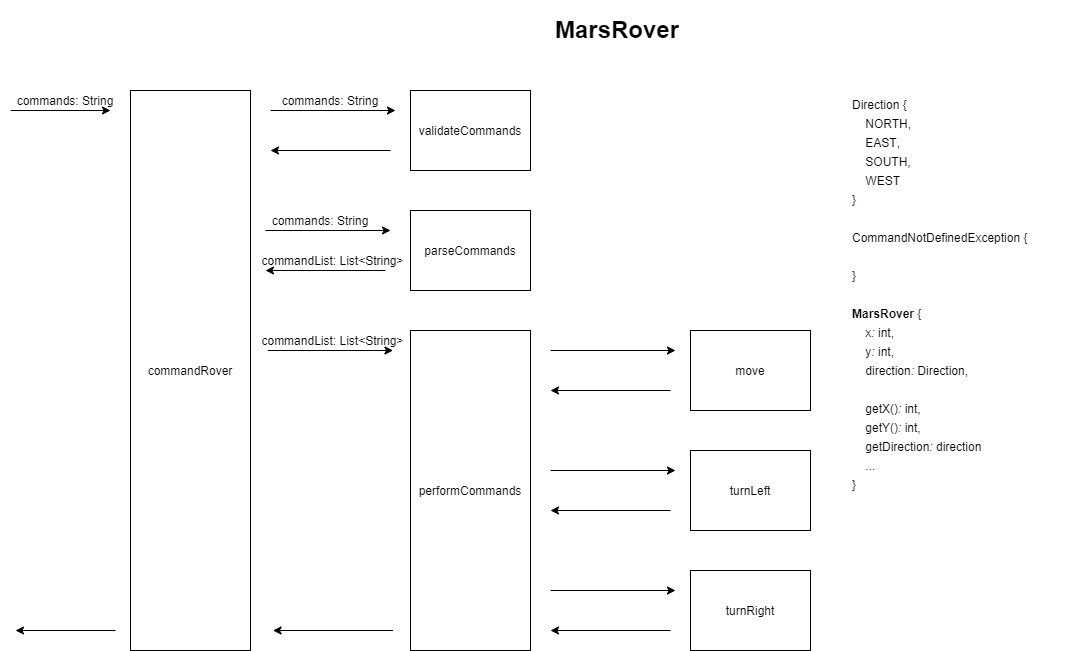 MarsRover
commands: String
commands: String
validateCommands
commands: String
parseCommands
commandList: List<String>
commandList: List<String>
commandRover
performCommands
move
turnLeft
turnRight
Direction {
NORTH,
EAST,
SOUTH,
WEST
}
CommandNotDefinedException {
}
MarsRover {
x: int,
y: int,
direction: Direction,
getX(): int,
getY(): int,
getDirection: direction
...
}